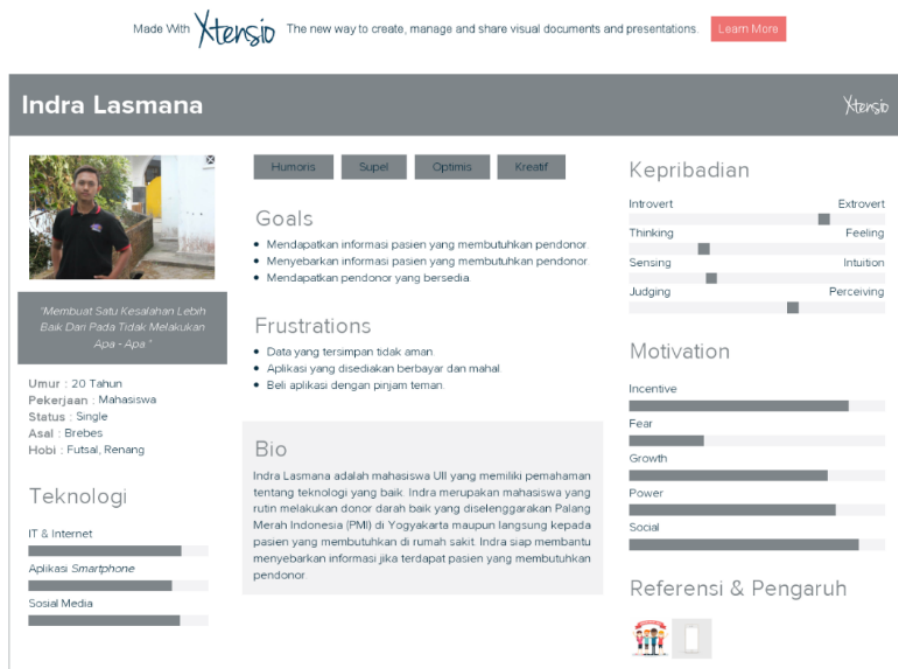 Made With Xtensio The new way to create, manage and share visual documents and presentations. Learn More
Indra Lasmana
Xtensio
"Membuat Satu Kesalahan Lebih
Baik Dari Pada Tidak Melakukan
Apa - Apa "
Umur : 20 Tahun
Pekerjaan : Mahasiswa
Status : Single
Asal : Brebes
Hobi : Futsal, Renang
Teknologi
IT & Internet
Aplikasi Smartphone
Sosial Media
Humoris Supel Optimis Kreatif
Goals
• Mendapatkan informasi pasien yang membutuhkan pendonor.
• Menyebarkan informasi pasien yang membutuhkan pendonor
• Mendapatkan pendonor yang bersedia.
Frustrations
• Data yang tersimpan tidak aman.
• Aplikasi yang disediakan berbayar dan mahal.
• Beli aplikasi dengan pinjam teman.
Bio
Indra Lasmana adalah mahasiswa UII yang memiliki pemahaman
tentang teknologi yang baik. Indra merupakan mahasiswa yang
rutin melakukan donor darah baik yang diselenggarakan Palang
Merah Indonesia (PMI) di Yogyakarta maupun langsung kepada
pasien yang membutuhkan di rumah sakit. Indra siap membantu
menyebarkan informasi jika terdapat pasien yang membutuhkan
pendonor.
Kepribadian
Introvert Extrovert
Thinking Feeling
Sensing Intuition
Judging Perceiving
Motivation
Incentive
Fear
Growth
Power
Social
Referensi & Pengaruh